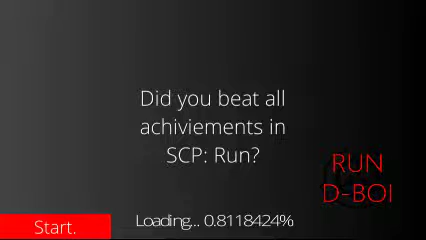 Did you beat all
achiviements in
SCP: Run?
RUN
D-BOI
Start.
Loading... 0.8118424%